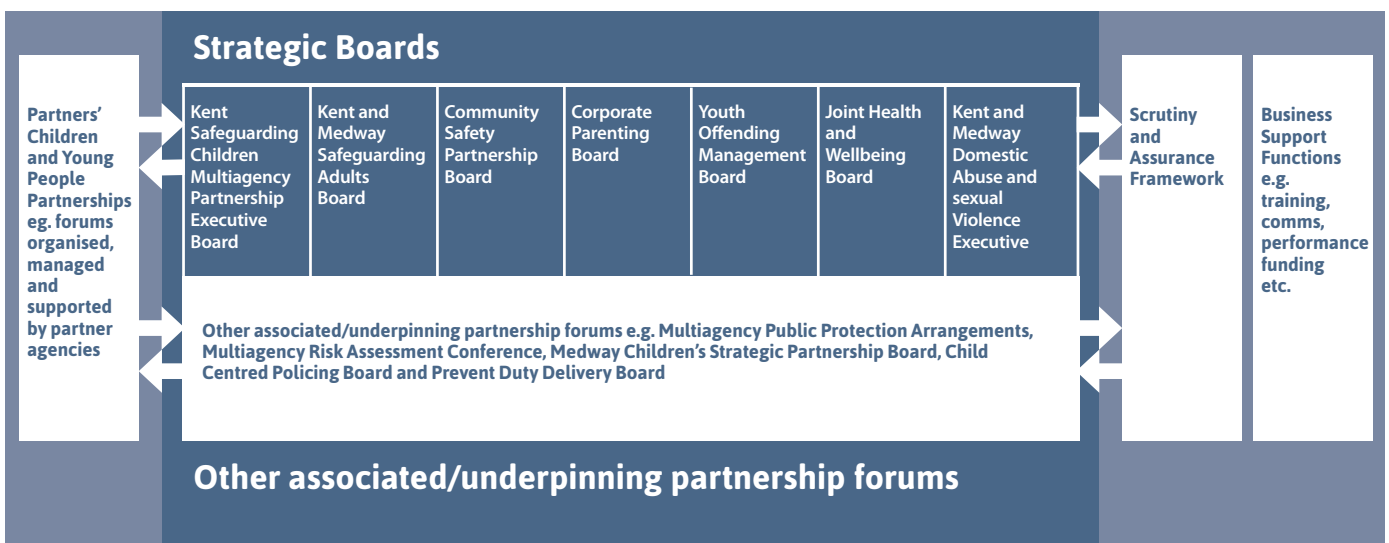 Strategic Boards
Partners’
Children
and Young
People
Partnerships
eg. forums
organised,
managed
and
supported
by partner
agencies
Kent
Safeguarding
Children
Multiagency
Partnership
Executive
Board
Kent and
Medway
Safeguarding
Adults
Board
Community
Safety
Partnership
Board
Corporate
Parenting
Board
Youth
Offending
Management
Board
Joint Health
and
Wellbeing
Board
Kent and
Medway
Domestic
Abuse and
sexual
Violence
Executive
Scrutiny
and
Assurance
Framework
Business
Support
Functions
e.g.
training,
comms,
performance
funding
etc.
Other associated/underpinning partnership forums e.g. Multiagency Public Protection Arrangements,
Multiagency Risk Assessment Conference, Medway Children’s Strategic Partnership Board, Child
Centred Policing Board and Prevent Duty Delivery Board
Other associated/underpinning partnership forums